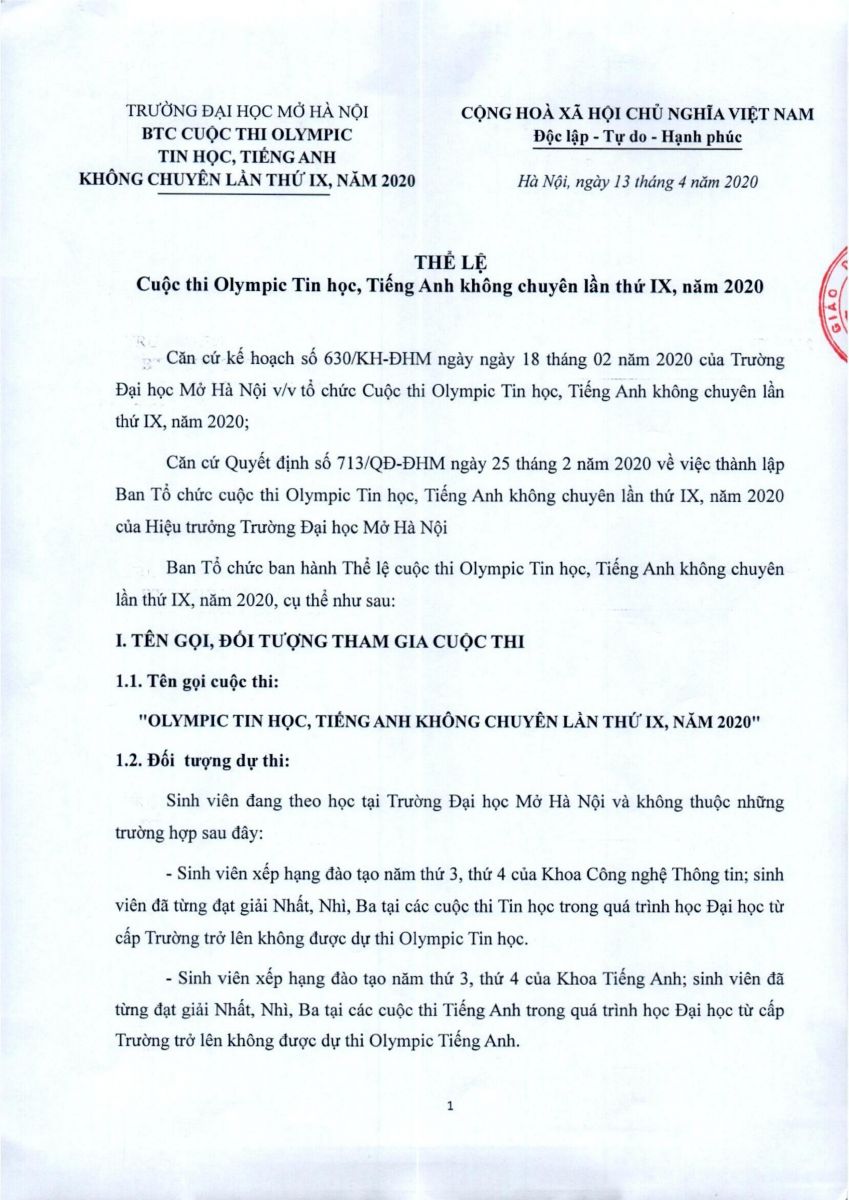 TRƯỜNG ĐẠI HỌC MỞ HÀ NỘI
BTC CUỘC THI OLYMPIC
TIN HỌC, TIẾNG ANH
KHÔNG CHUYÊN LẦN THỨ IX, NĂM 2020
CỘNG HOÀ XÃ HỘI CHỦ NGHĨA VIỆT NAM
Độc lập - Tự do - Hạnh phúc
Hà Nội, ngày 13 tháng 4 năm 2020
THỂ LỆ
Cuộc thi Olympic Tin học, Tiếng Anh không chuyên lần thứ IX, năm 2020
GIÁO
Căn cứ kế hoạch số 630/KH-ĐHM ngày ngày 18 tháng 02 năm 2020 của Trường
Đại học Mở Hà Nội v/v tổ chức Cuộc thi Olympic Tin học, Tiếng Anh không chuyên lần
thứ IX, năm 2020;
Căn cứ Quyết định số 713/QĐ-ĐHM ngày 25 tháng 2 năm 2020 về việc thành lập
Ban Tổ chức cuộc thi Olympic Tin học, Tiếng Anh không chuyên lần thứ IX, năm 2020
của Hiệu trưởng Trường Đại học Mở Hà Nội
Ban Tổ chức ban hành Thể lệ cuộc thi Olympic Tin học, Tiếng Anh không chuyên
lần thứ IX, năm 2020, cụ thể như sau:
I. TÊN GỌI, ĐỐI TƯỢNG THAM GIA CUỘC THI
1.1. Tên gọi cuộc thi:
"OLYMPIC TIN HỌC, TIẾNG ANH KHÔNG CHUYÊN LẦN THỨ IX, NĂM 2020"
1.2. Đối tượng dự thi:
Sinh viên đang theo học tại Trường Đại học Mở Hà Nội và không thuộc những
trường hợp sau đây:
- Sinh viên xếp hạng đào tạo năm thứ 3, thứ 4 của Khoa Công nghệ Thông tin; sinh
viên đã từng đạt giải Nhất, Nhì, Ba tại các cuộc thi Tin học trong quá trình học Đại học từ
cấp Trường trở lên không được dự thi Olympic Tin học.
- Sinh viên xếp hạng đào tạo năm thứ 3, thứ 4 của Khoa Tiếng Anh; sinh viên đã
từng đạt giải Nhất, Nhì, Ba tại các cuộc thi Tiếng Anh trong quá trình học Đại học từ cấp
Trường trở lên không được dự thi Olympic Tiếng Anh.
1